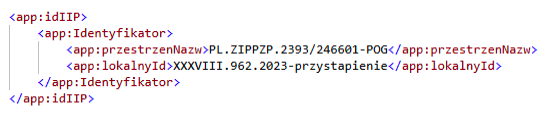 <app:idIIP>
<app:Identyfikator>
<app:przestrzenNazw>PL.ZIPPZP.2393/246601-POG</app:przestrzenNazw>
<app:lokalnyId>XXXVIII.962.2023-przystapienie</app:lokalnyId>
</app:Identyfikator>
</app:idIIP>